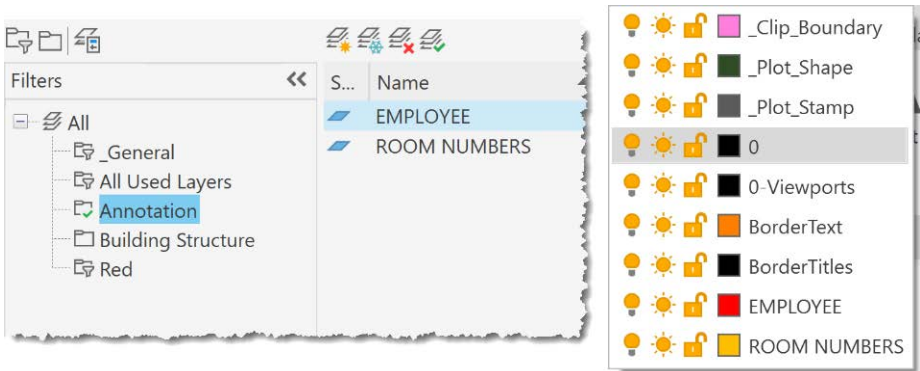 Filters
S... Name
All
_General
All Used Layers
Annotation
Building Structure
Red
EMPLOYEE
ROOM NUMBERS
_Clip_Boundary
_Plot_Shape
_Plot_Stamp
0
0-Viewports
BorderText
BorderTitles
EMPLOYEE
ROOM NUMBERS